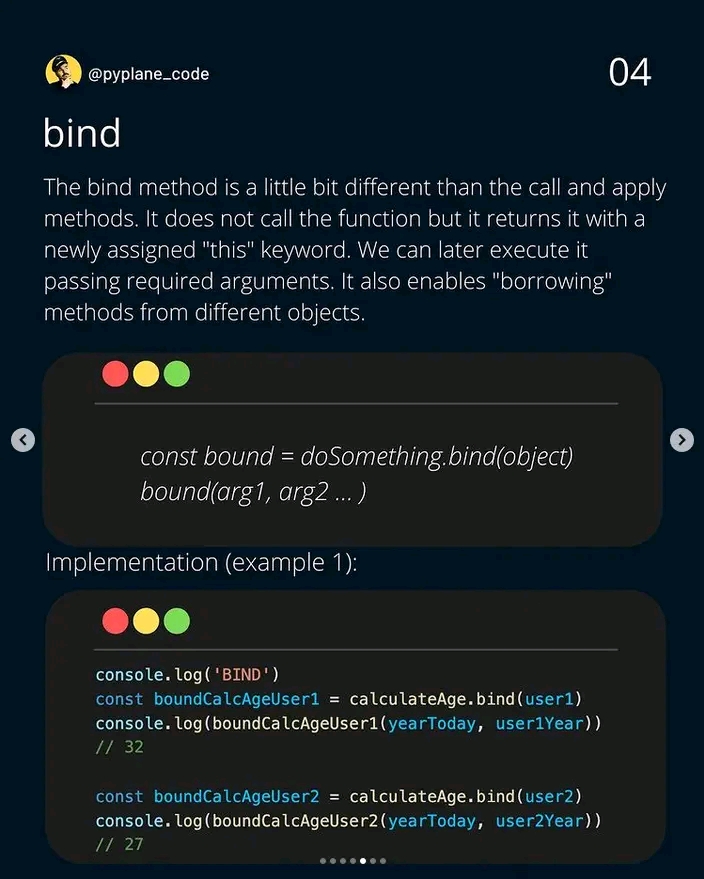 @pyplane_code
04
bind
The bind method is a little bit different than the call and apply
methods. It does not call the function but it returns it with a
newly assigned "this" keyword. We can later execute it
passing required arguments. It also enables "borrowing"
methods from different objects.
const bound = doSomething.bind(object)
bound(arg1, arg2 ... )
Implementation (example 1):
console.log('BIND')
const boundCalcAgeUser1 = calculateAge.bind(user1)
console.log(boundCalcAgeUser1(yearToday, user1Year))
// 32
const boundCalcAgeUser2 = calculateAge.bind(user2)
console.log(boundCalcAgeUser2(yearToday, user2Year))
// 27